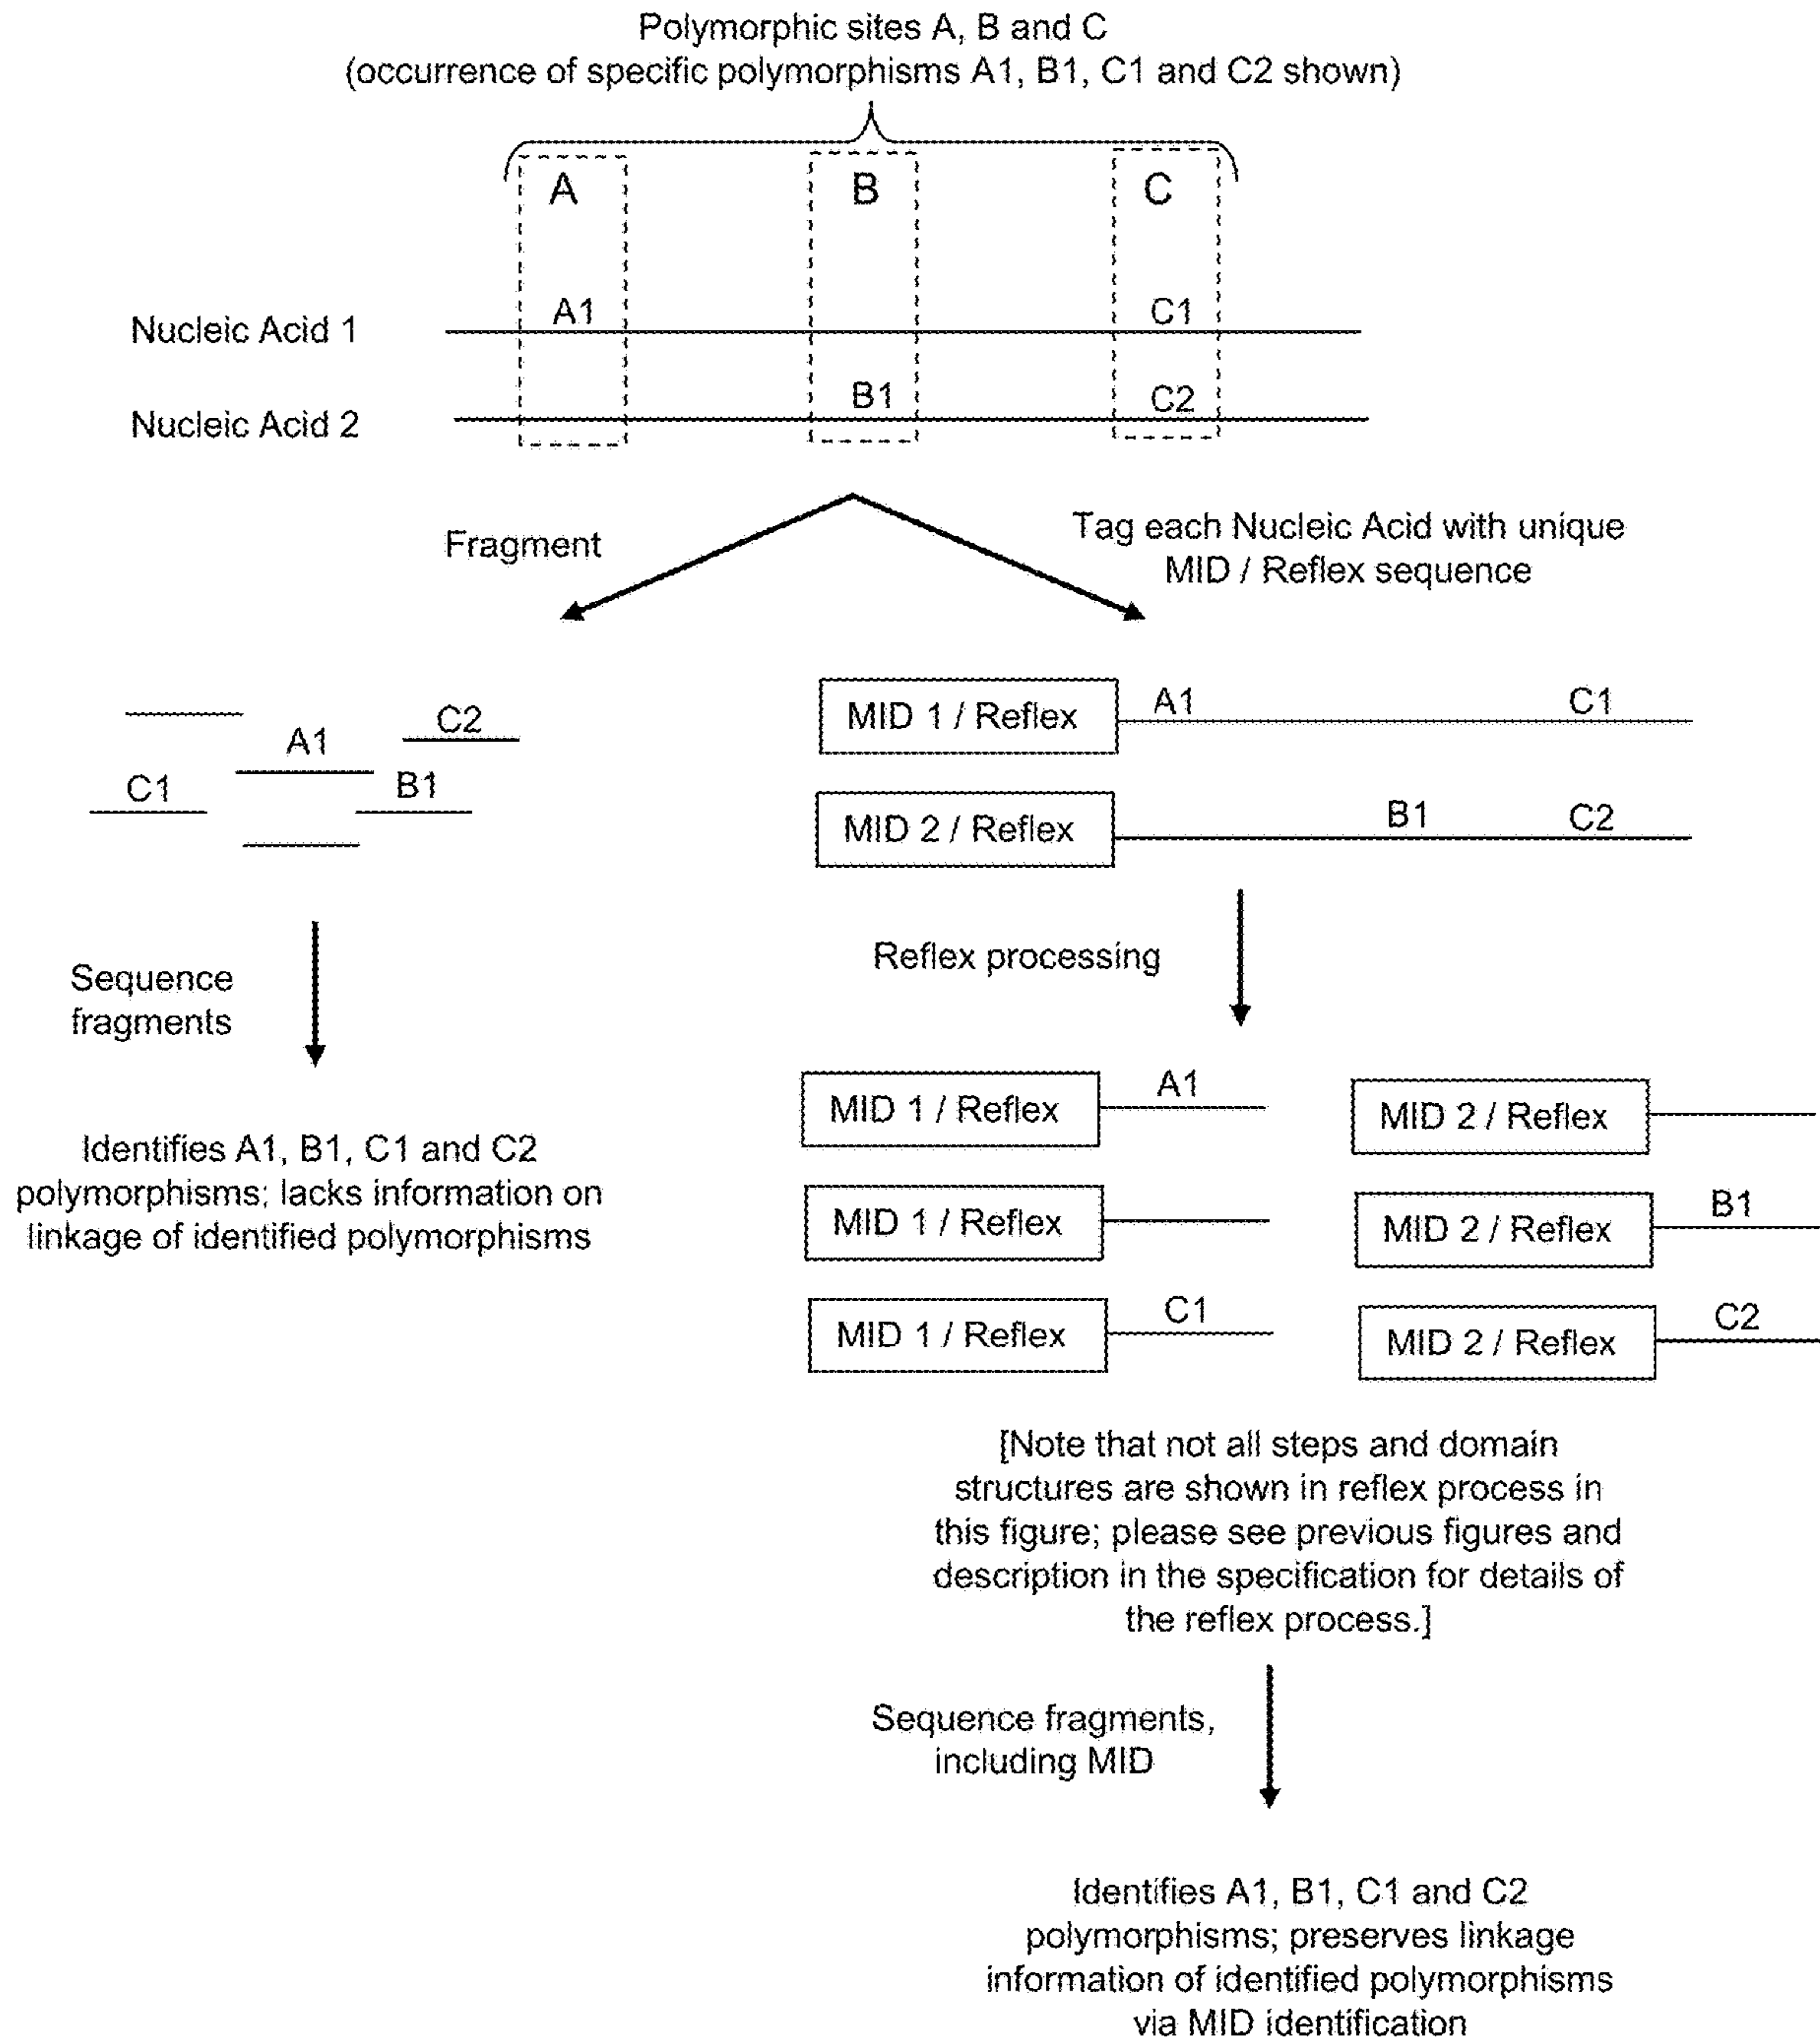 Polymorphic sites A, B and C
(occurrence of specific polymorphisms A1, B1, C1 and C2 shown)
A
B
C
Nucleic Acid 1
A1
C1
Nucleic Acid 2
B1
C2
Fragment
Tag each Nucleic Acid with unique
MID / Reflex sequence
C2
A1
C1
B1
MID 1 / Reflex
A1
C1
MID 2 / Reflex
B1
C2
Sequence
fragments
Reflex processing
Identifies A1, B1, C1 and C2
polymorphisms; lacks information on
linkage of identified polymorphisms
MID 1 / Reflex
A1
MID 2 / Reflex
MID 1 / Reflex
MID 2 / Reflex
B1
MID 1 / Reflex
C1
MID 2 / Reflex
C2
[Note that not all steps and domain
structures are shown in reflex process in
this figure; please see previous figures and
description in the specification for details of
the reflex process.]
Sequence fragments,
including MID
Identifies A1, B1, C1 and C2
polymorphisms; preserves linkage
information of identified polymorphisms
via MID identification